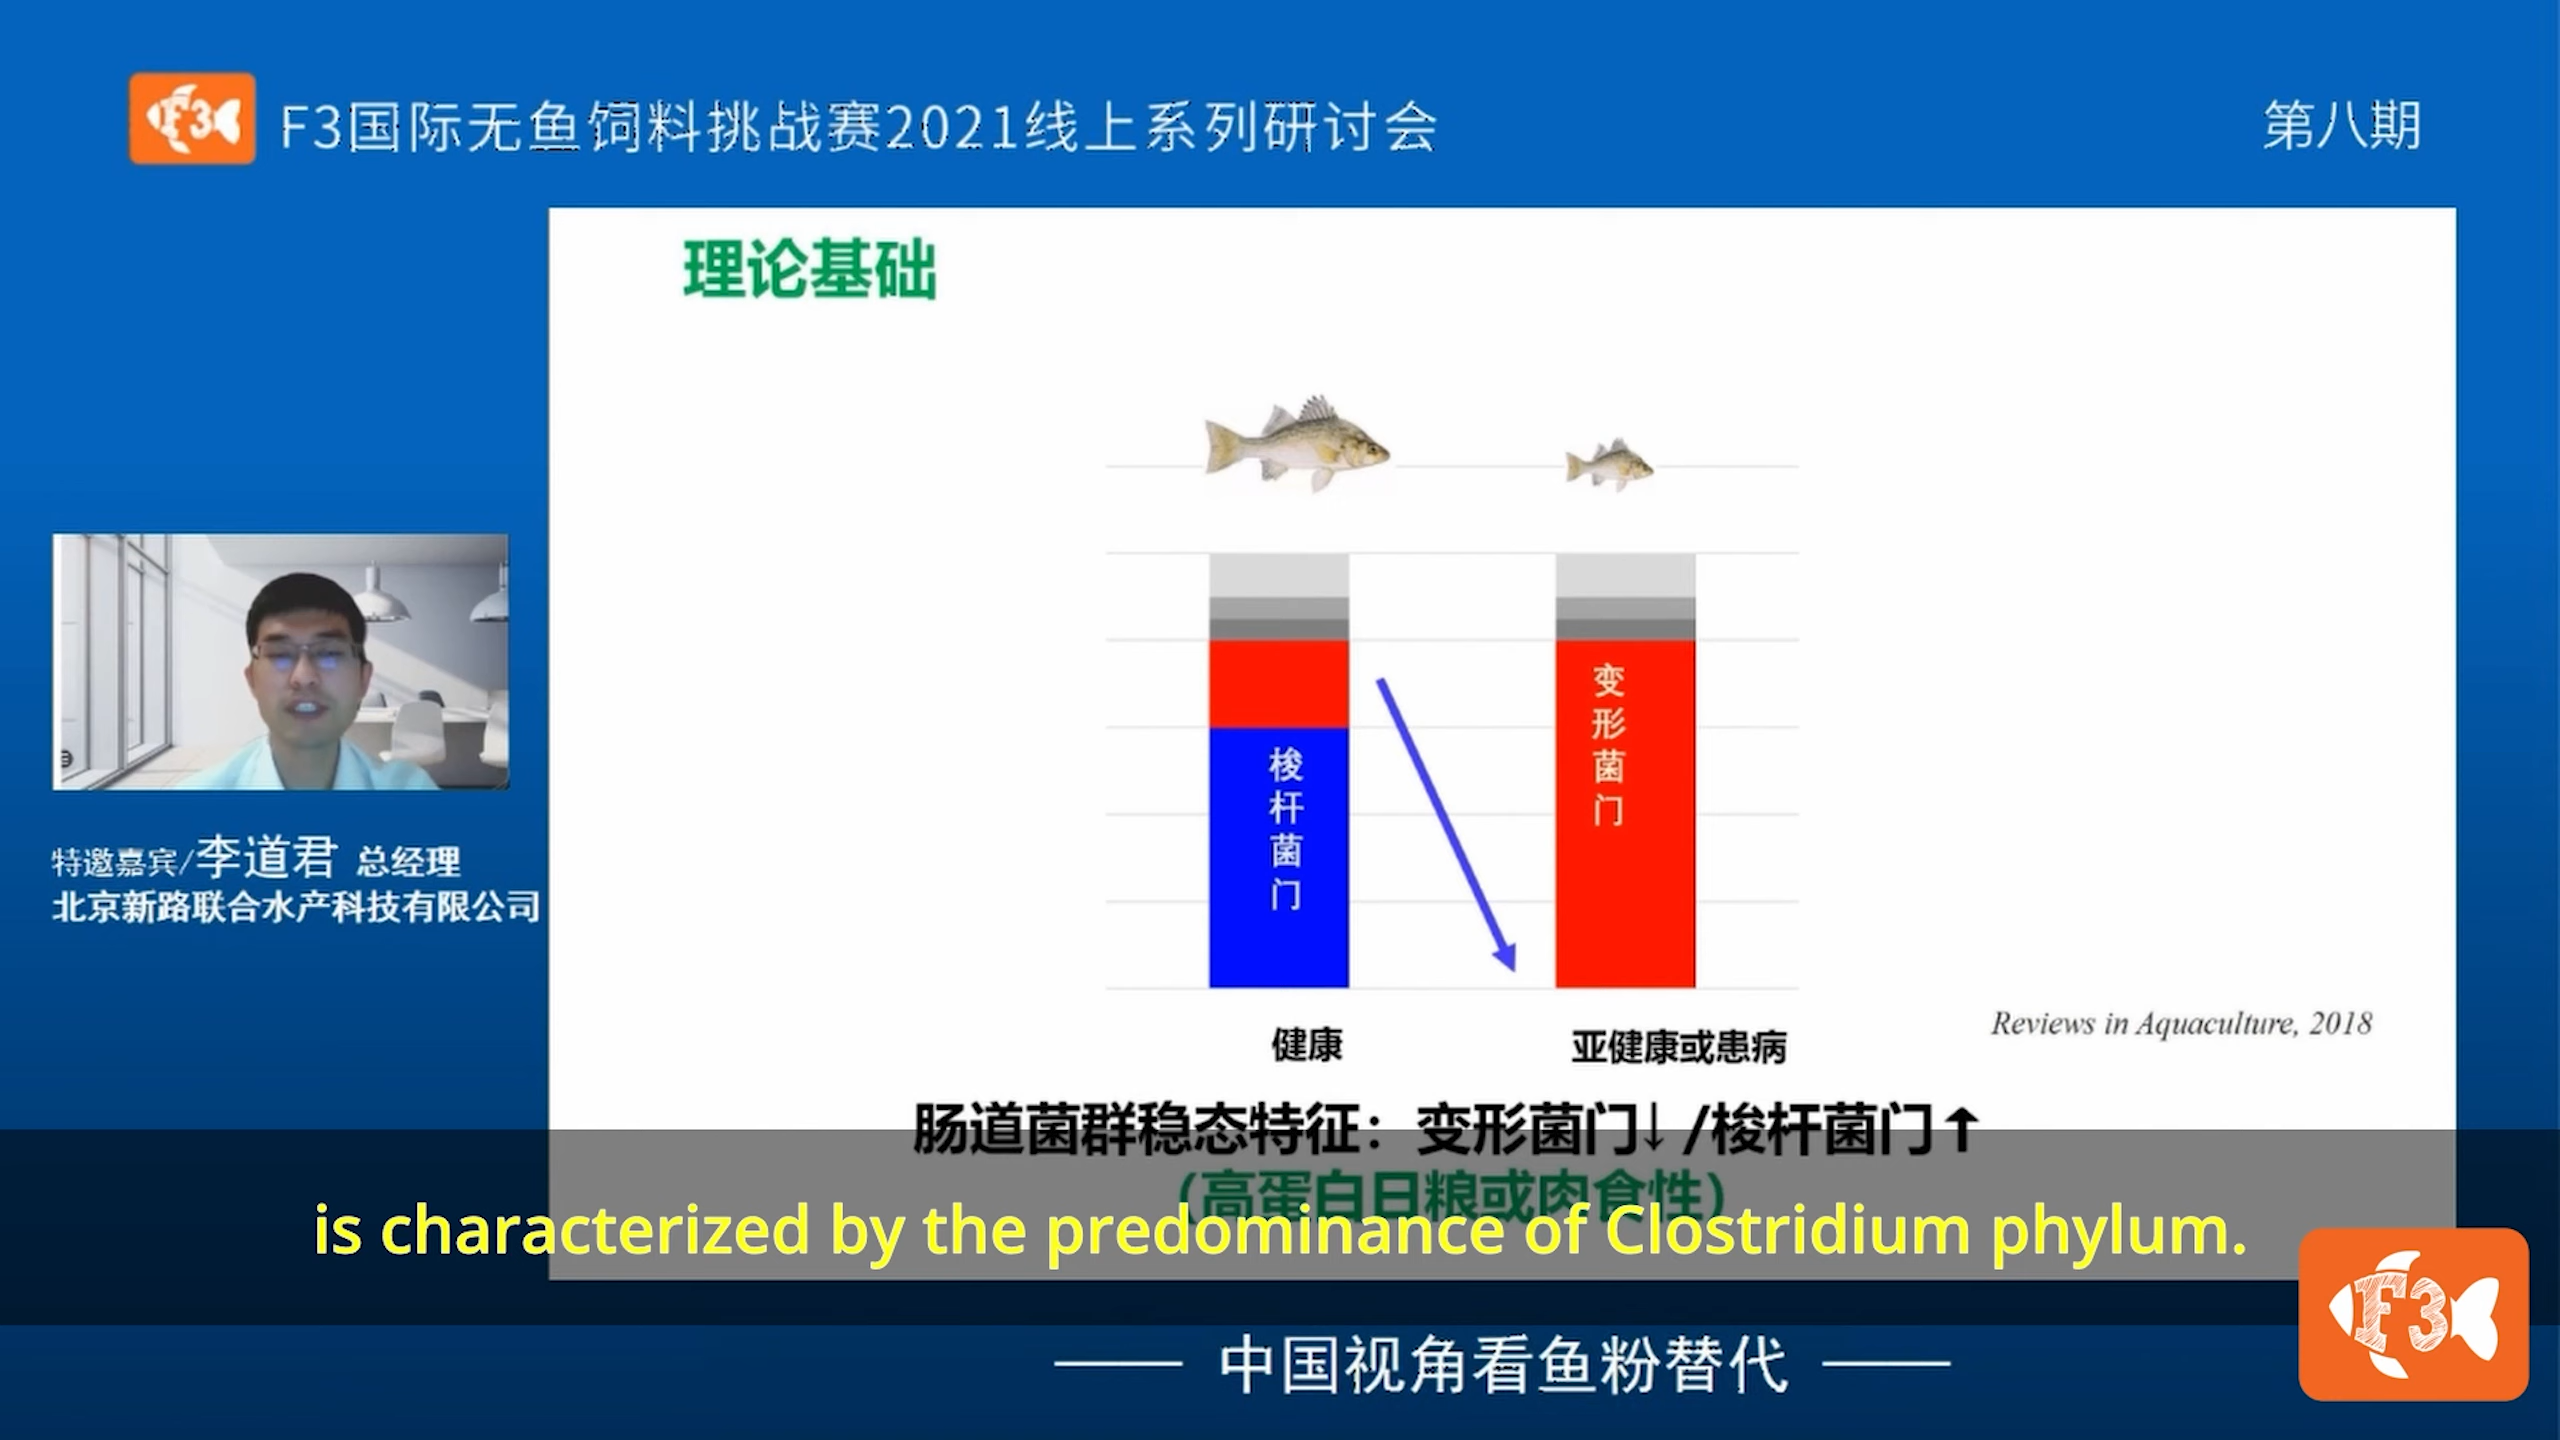 F3
F3国际无鱼饲料挑战赛2021线上系列研讨会
第八期
理论基础
变形菌门
梭杆菌门
特邀嘉宾/李道君 总经理
北京新路联合水产科技有限公司
健康
亚健康或患病
Reviews in Aquaculture, 2018
肠道菌群稳态特征：变形菌门↓/梭杆菌门↑
（高蛋白日粮或肉食性）
is characterized by the predominance of Clostridium phylum.
F3
中国视角看鱼粉替代